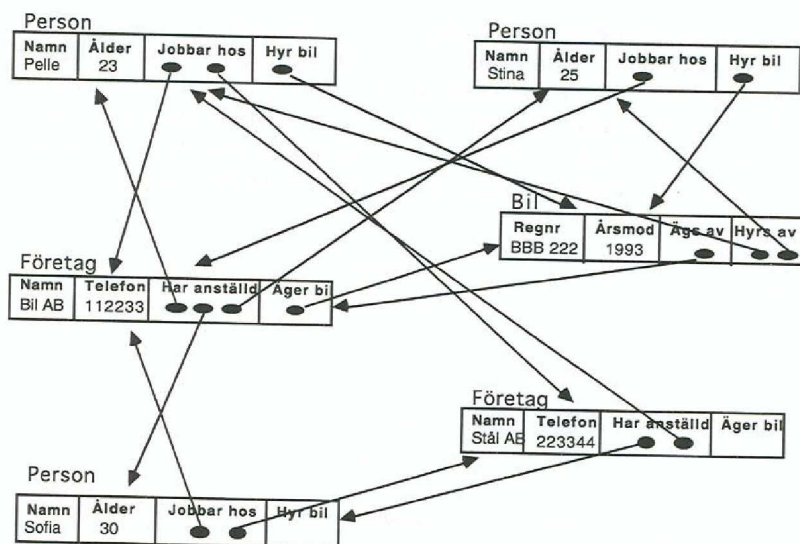 Person
Namn Ålder Jobbar hos Hyr bil
Pelle 23
Person
Namn Ålder Jobbar hos Hyr bil
Stina 25
Bil
Regnr Årsmod Ägs av Hyrs av
BBB 222 1993
Företag
Namn Telefon Har anställd Äger bi
Bil AB 112233
Företag
Namn Telefon Har anställd Äger bil
Stål AB 223344
Person
Namn Ålder Jobbar hos Hyr bil
Sofia 30